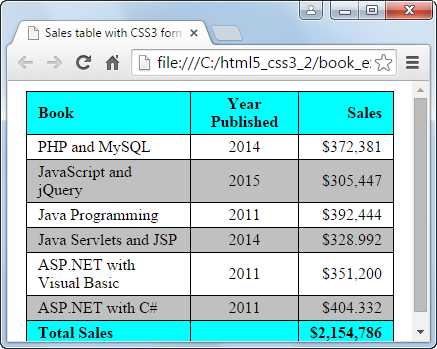 Sales table with CSS3 form
file:///C:/html5_css3_2/book_e
Book Year Published Sales
PHP and MySQL 2014 $372,381
JavaScript and jQuery 2015 $305,447
Java Programming 2011 $392,444
Java Servlets and JSP 2014 $328.992
ASP.NET with Visual Basic 2011 $351,200
ASP.NET with C# 2011 $404.332
Total Sales $2,154,786